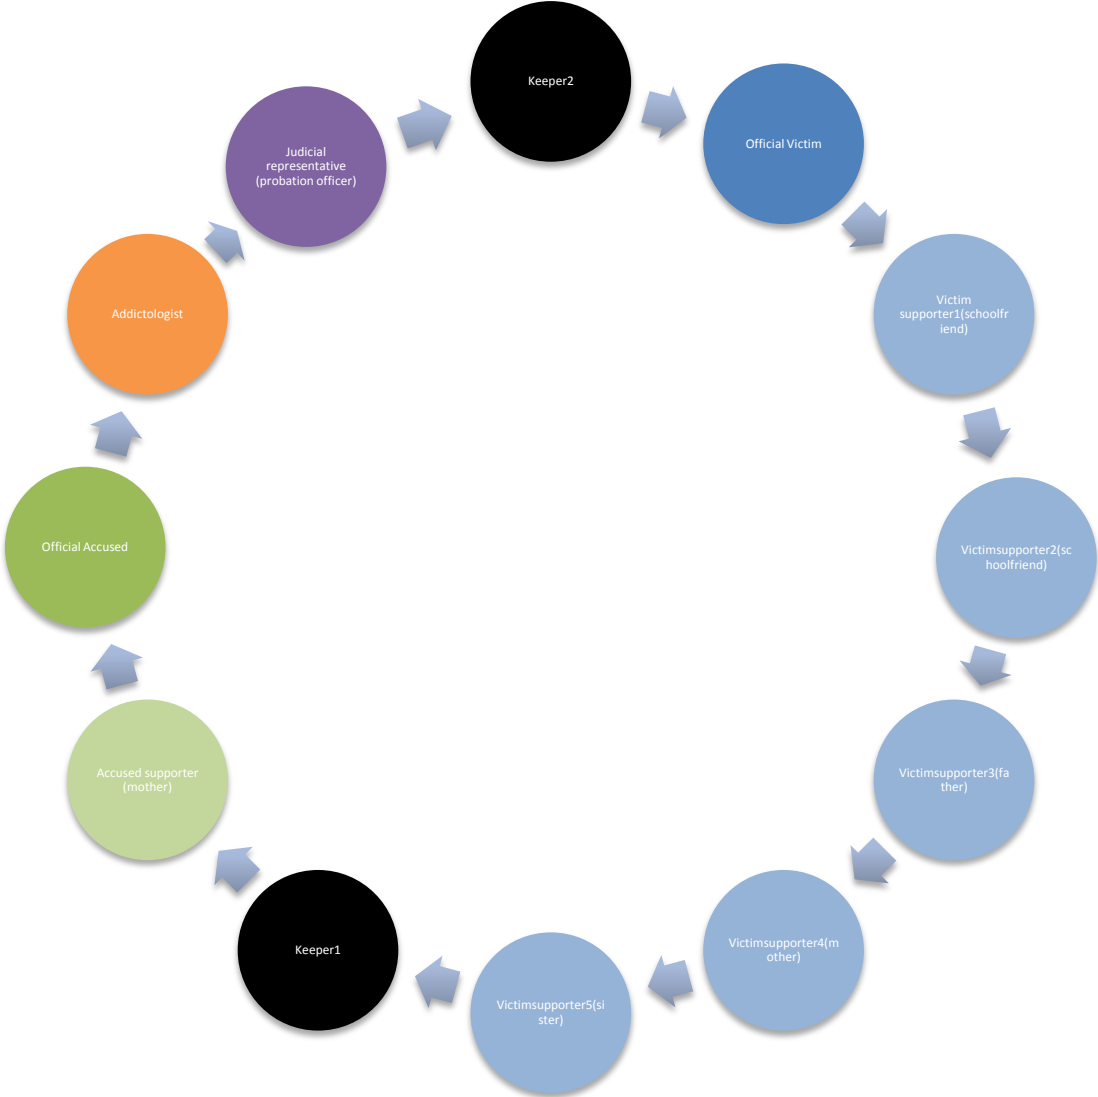 Keeper2
Official Victim
Victim
supporter1(schoolfr
iend)
Victimsupporter2(sc
hoolfriend)
Victimsupporter3(fa
ther)
Victimsupporter4(m
other)
Victimsupporter5(si
ster)
Keeper1
Accused supporter
(mother)
Official Accused
Addictologist
Judicial
representative
(probation officer)